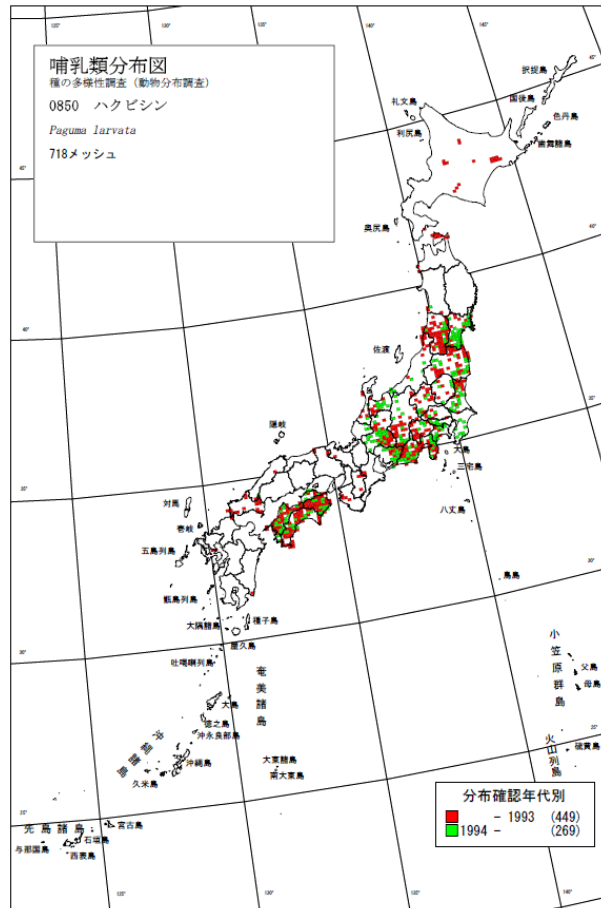 哺乳類分布図
種の多様性調査（動物分布調査）
0850　ハクビシン
Paguma larvata
718メッシュ
択捉島
国後島
色丹島
歯舞諸島
礼文島
利尻島
奥尻島
佐渡
隠岐
大島
三宅島
八丈島
鳥島
対馬
壱岐
五島列島
甑島列島
大隅諸島
種子島
屋久島
吐噶喇列島
奄美諸島
大島
徳之島
沖永良部島
沖縄諸島
沖縄島
久米島
大東諸島
南大東島
小笠原群島
父島
母島
火山列島
硫黄島
先島諸島
宮古島
石垣島
与那国島
西表島
分布確認年代別
- 1993 (449)
1994 - (269)